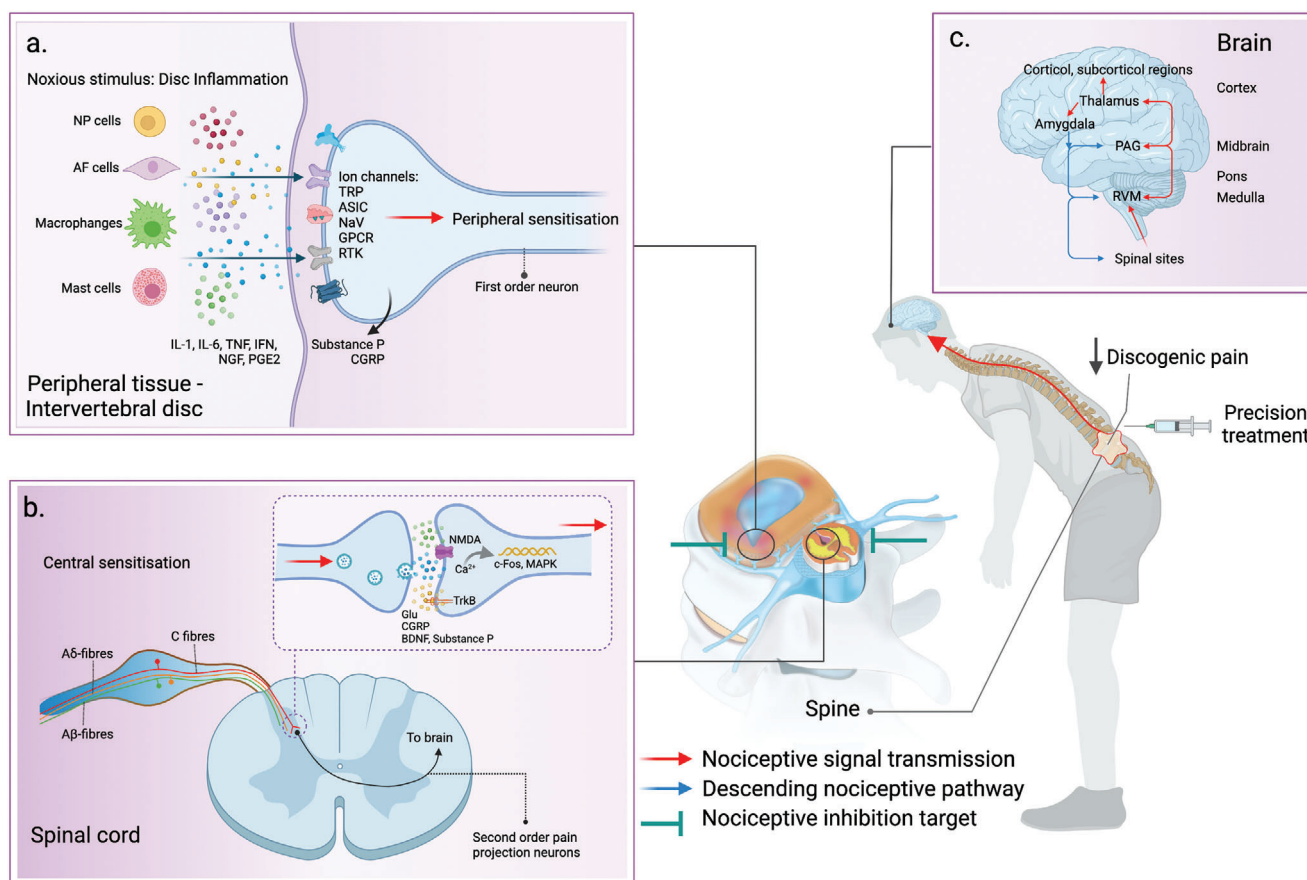 a.
Noxious stimulus: Disc Inflammation
NP cells
AF cells
Macrophanges
Mast cells
IL-1, IL-6, TNF, IFN,
NGF, PGE2
Peripheral tissue -
Intervertebral disc
Ion channels:
TRP
ASIC
NaV
GPCR
RTK
Peripheral sensitisation
First order neuron
Substance P
CGRP
c.
Brain
Corticol, subcorticol regions
Thalamus
Amygdala
PAG
RVM
Spinal sites
Cortex
Midbrain
Pons
Medulla
Discogenic pain
Precision
treatment
b.
Central sensitisation
NMDA
Ca²⁺
c-Fos, MAPK
TrkB
Glu
CGRP
BDNF, Substance P
C fibres
Aδ-fibres
Aβ-fibres
To brain
Second order pain
projection neurons
Spinal cord
Spine
Nociceptive signal transmission
Descending nociceptive pathway
Nociceptive inhibition target